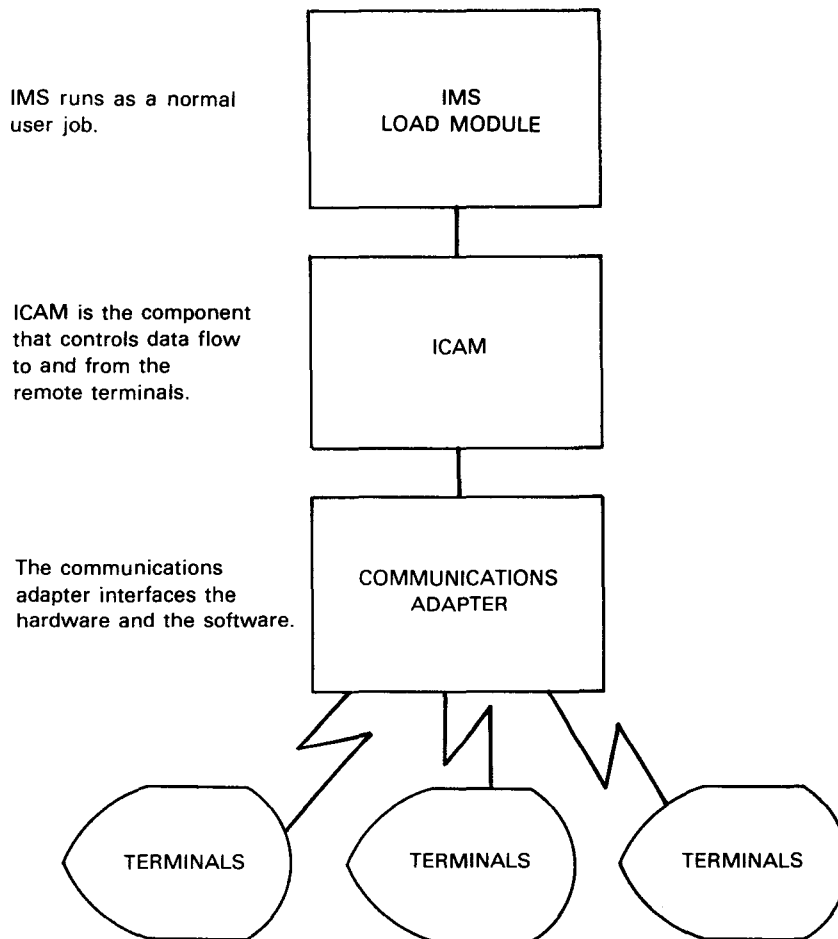 IMS runs as a normal
user job.
IMS
LOAD MODULE
ICAM is the component
that controls data flow
to and from the
remote terminals.
ICAM
The communications
adapter interfaces the
hardware and the software.
COMMUNICATIONS
ADAPTER
TERMINALS
TERMINALS
TERMINALS